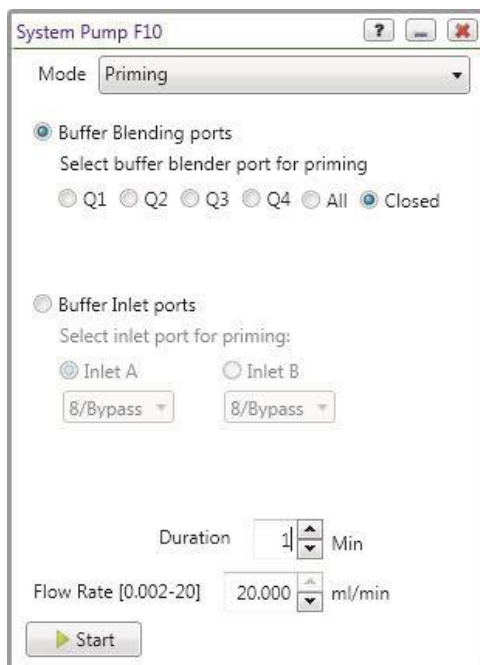 System Pump F10 ?
Mode Priming
Buffer Blending ports
Select buffer blender port for priming
Q1 Q2 Q3 Q4 All Closed
Buffer Inlet ports
Select inlet port for priming:
Inlet A Inlet B
8/Bypass 8/Bypass
Duration 1 Min
Flow Rate [0.002-20] 20.000 ml/min
Start